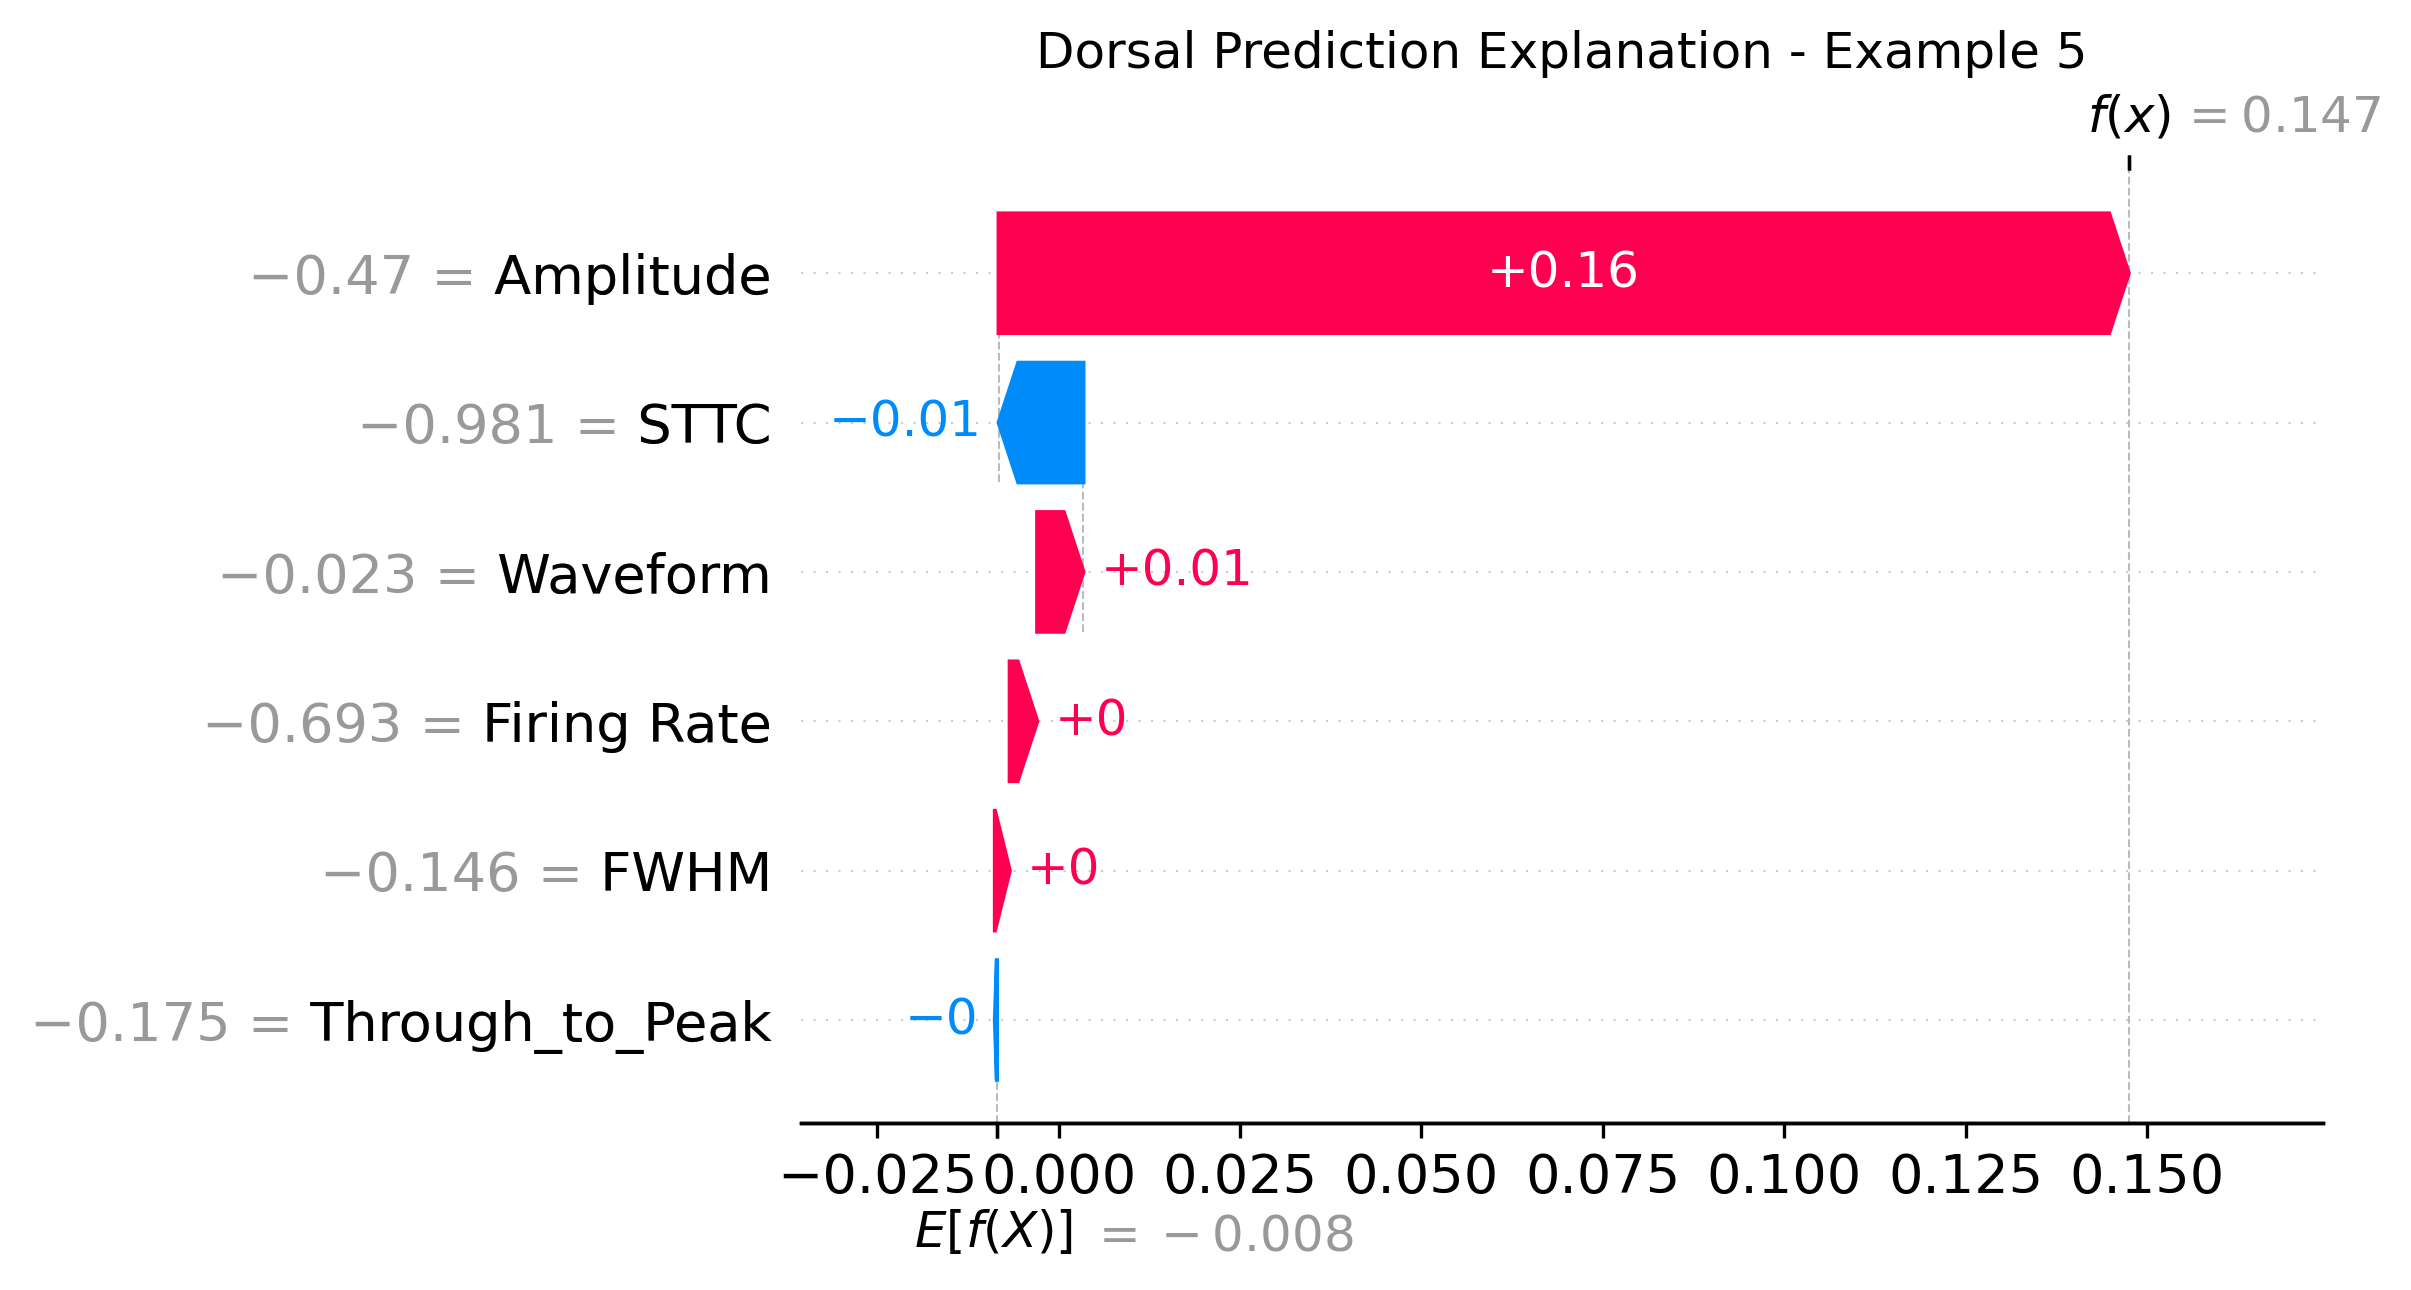 Dorsal Prediction Explanation - Example 5
f(x) = 0.147
−0.47 = Amplitude
+0.16
−0.981 = STTC
−0.01
−0.023 = Waveform
+0.01
−0.693 = Firing Rate
+0
−0.146 = FWHM
+0
−0.175 = Through_to_Peak
−0
−0.025 0.000 0.025 0.050 0.075 0.100 0.125 0.150
E[f(X)] = −0.008